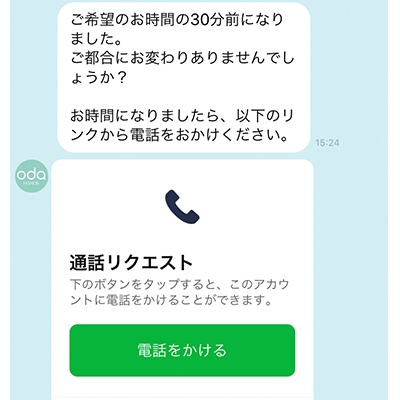 ご希望のお時間の30分前になり
ました。
ご都合にお変わりありませんでし
ょうか？
お時間になりましたら、以下のリ
ンクから電話をおかけください。
15:24
oda
通話リクエスト
下のボタンをタップすると、このアカウ
ントに電話をかけることができます。
電話をかける